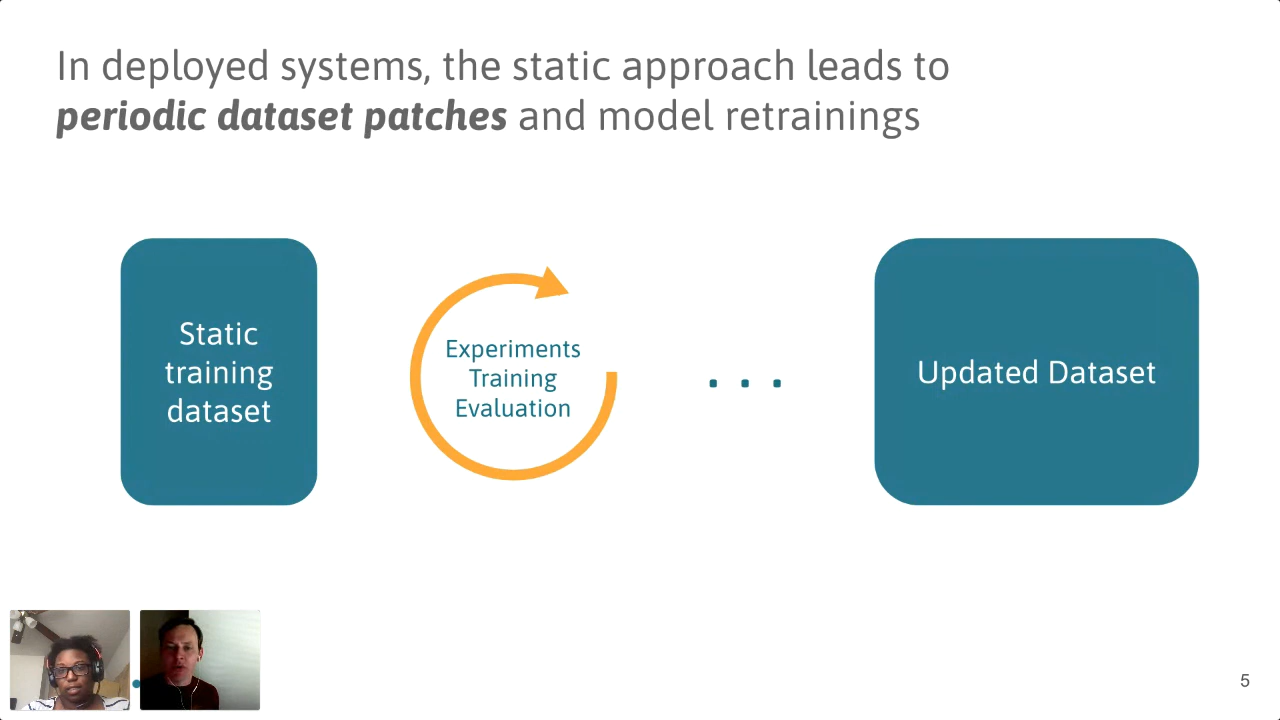 In deployed systems, the static approach leads to
periodic dataset patches and model retrainings
Static
training
dataset
Experiments
Training
Evaluation
. . .
Updated Dataset
5